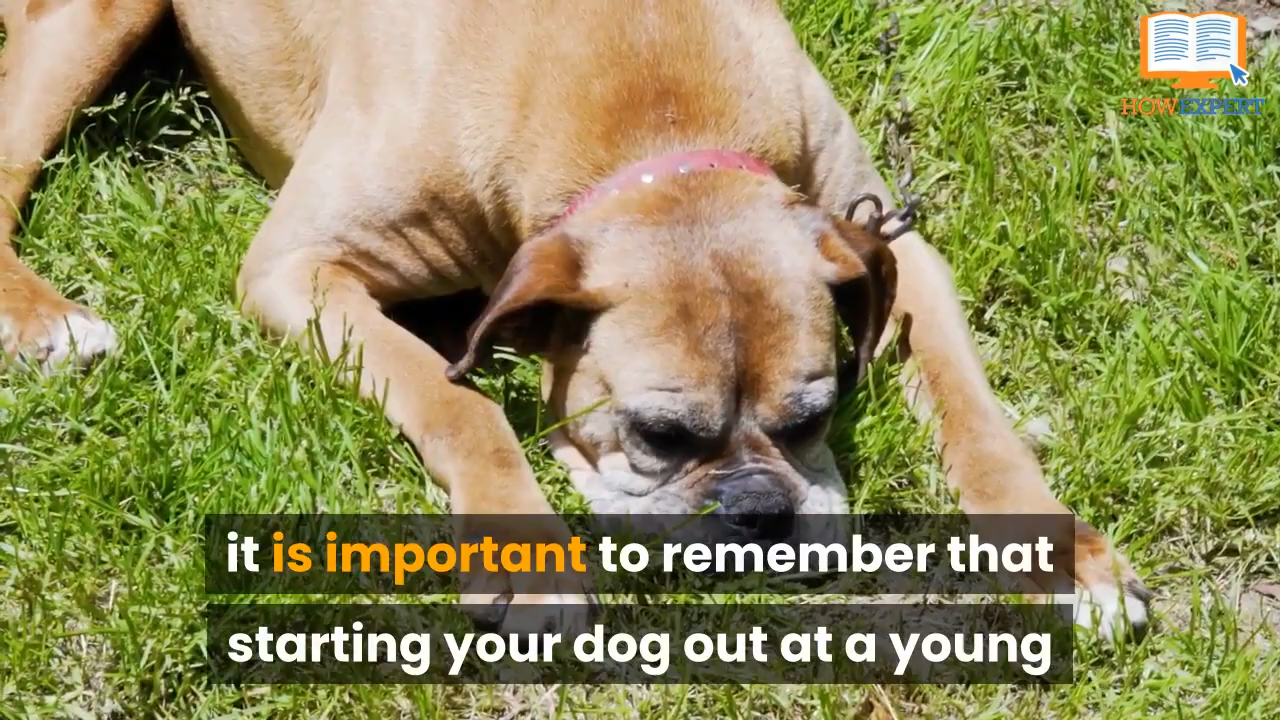 HOWEXPERT
it is important to remember that
starting your dog out at a young